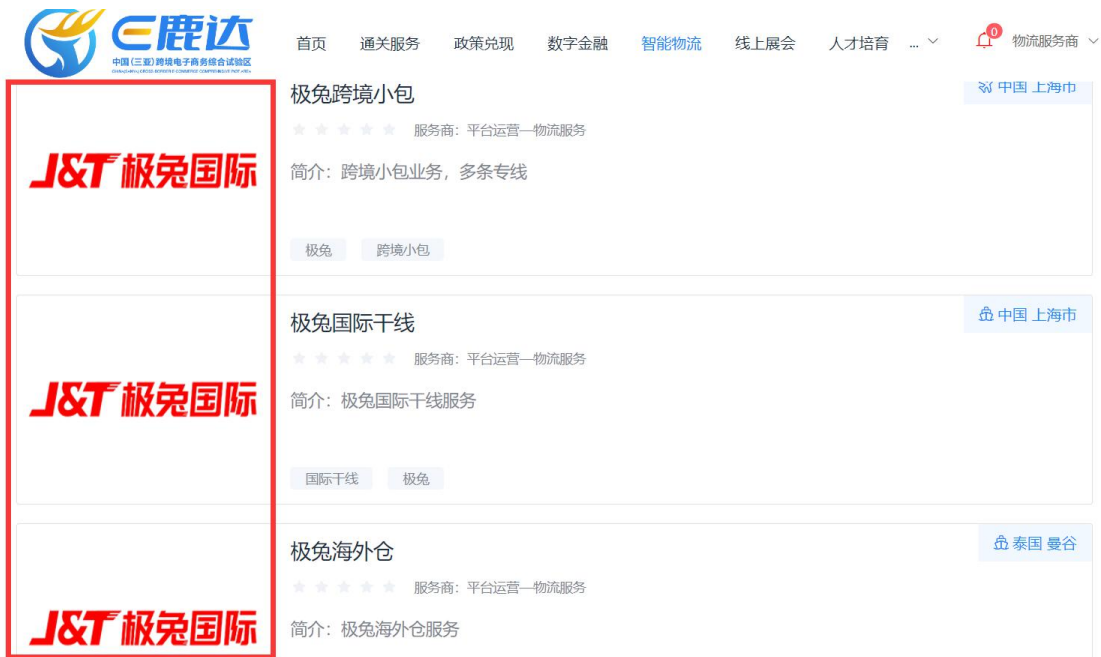 E鹿达
中国(三亚)跨境电子商务综合试验区
首页 通关服务 政策兑现 数字金融 智能物流 线上展会 人才培育 ... 0 物流服务商
极兔跨境小包
中国 上海市
服务商：平台运营—物流服务
J&T极兔国际
简介：跨境小包业务，多条专线
极兔 跨境小包
极兔国际干线
中国 上海市
服务商：平台运营—物流服务
J&T极兔国际
简介：极兔国际干线服务
国际干线 极兔
极兔海外仓
泰国 曼谷
服务商：平台运营—物流服务
J&T极兔国际
简介：极兔海外仓服务